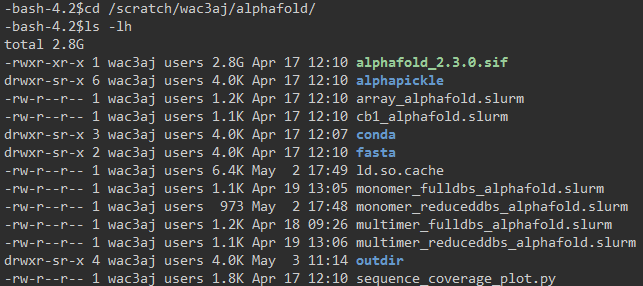 -bash-4.2$cd /scratch/wac3aj/alphafold/
-bash-4.2$ls -lh
total 2.8G
-rwxr-xr-x 1 wac3aj users 2.8G Apr 17 12:10 alphafold_2.3.0.sif
drwxr-sr-x 6 wac3aj users 4.0K Apr 17 12:10 alphapickle
-rw-r--r-- 1 wac3aj users 1.2K Apr 17 12:10 array_alphafold.slurm
-rw-r--r-- 1 wac3aj users 1.1K Apr 17 12:10 cb1_alphafold.slurm
drwxr-sr-x 3 wac3aj users 4.0K Apr 17 12:07 conda
drwxr-sr-x 2 wac3aj users 4.0K Apr 17 12:10 fasta
-rw-r--r-- 1 wac3aj users 6.4K May  2 17:49 ld.so.cache
-rw-r--r-- 1 wac3aj users 1.1K Apr 19 13:05 monomer_fulldbs_alphafold.slurm
-rw-r--r-- 1 wac3aj users  973 May  2 17:48 monomer_reduceddbs_alphafold.slurm
-rw-r--r-- 1 wac3aj users 1.2K Apr 18 09:26 multimer_fulldbs_alphafold.slurm
-rw-r--r-- 1 wac3aj users 1.1K Apr 19 13:06 multimer_reduceddbs_alphafold.slurm
drwxr-sr-x 4 wac3aj users 4.0K May  3 11:14 outdir
-rw-r--r-- 1 wac3aj users 1.8K Apr 17 12:10 sequence_coverage_plot.py